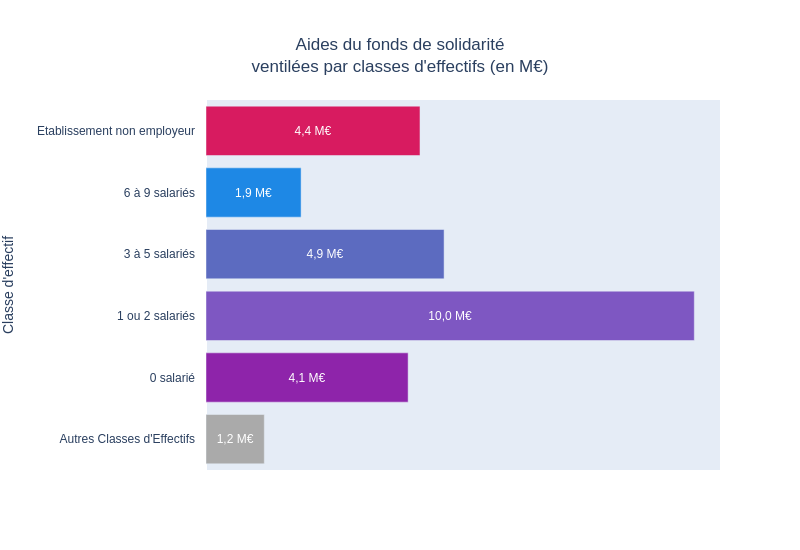 Aides du fonds de solidarité
ventilées par classes d'effectifs (en M€)
Classe d'effectif
Etablissement non employeur
4,4 M€
6 à 9 salariés
1,9 M€
3 à 5 salariés
4,9 M€
1 ou 2 salariés
10,0 M€
0 salarié
4,1 M€
Autres Classes d'Effectifs
1,2 M€